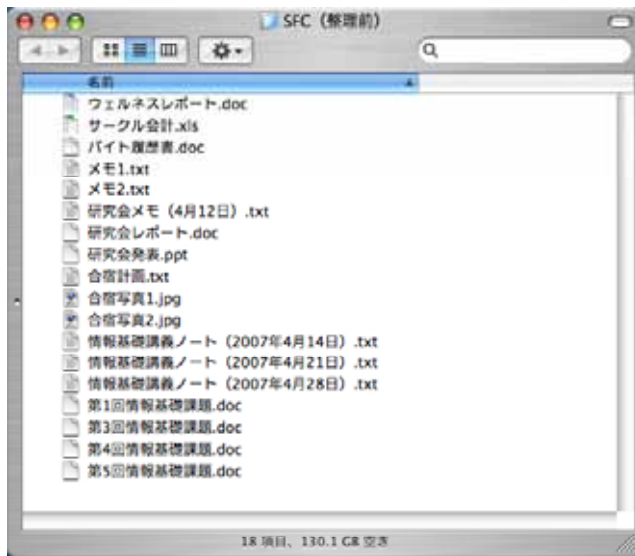 SFC（整理前）
名前
ウェルネスレポート.doc
サークル会計.xls
バイト履歴書.doc
メモ1.txt
メモ2.txt
研究会メモ（4月12日）.txt
研究会レポート.doc
研究会発表.ppt
合宿計画.txt
合宿写真1.jpg
合宿写真2.jpg
情報基礎講義ノート（2007年4月14日）.txt
情報基礎講義ノート（2007年4月21日）.txt
情報基礎講義ノート（2007年4月28日）.txt
第1回情報基礎課題.doc
第3回情報基礎課題.doc
第4回情報基礎課題.doc
第5回情報基礎課題.doc
18 項目、130.1 GB 空き